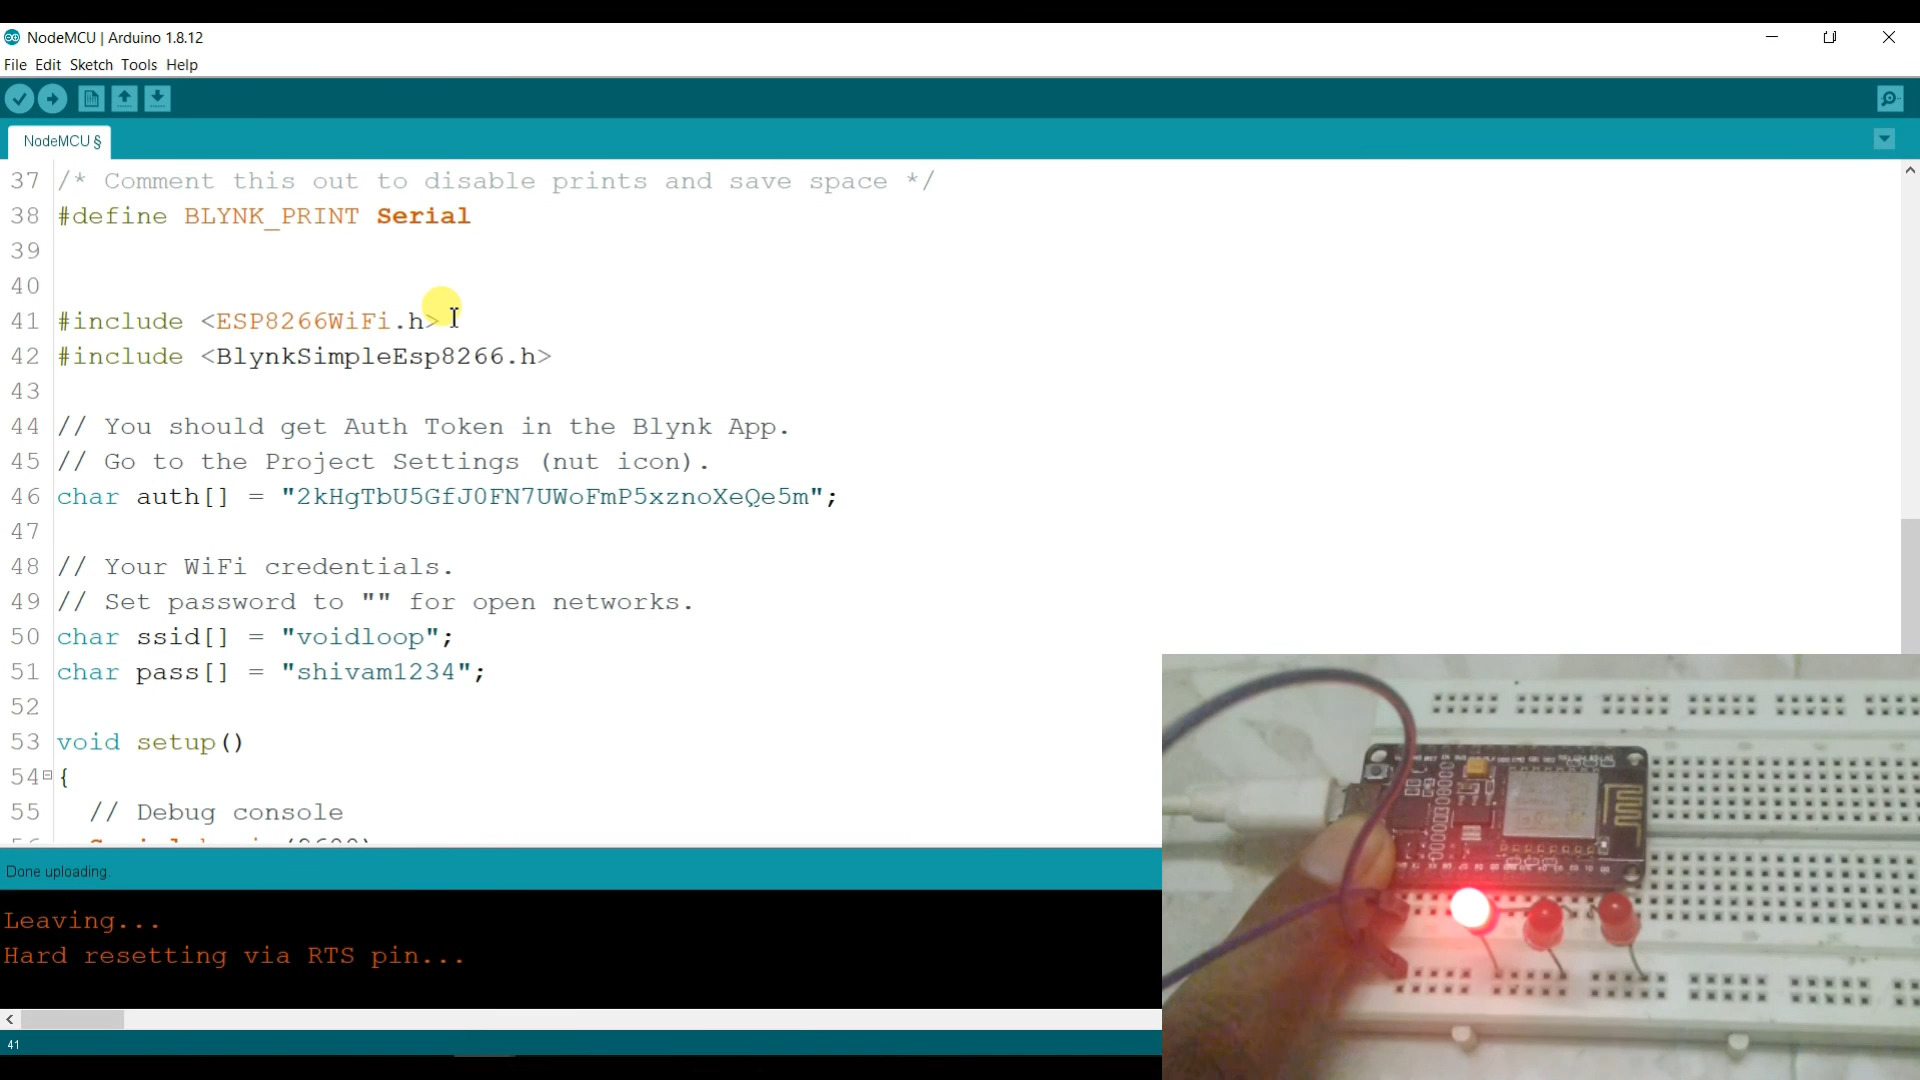 NodeMCU | Arduino 1.8.12
File Edit Sketch Tools Help
NodeMCU §
37 /* Comment this out to disable prints and save space */
38 #define BLYNK_PRINT Serial
39
40
41 #include <ESP8266WiFi.h>
42 #include <BlynkSimpleEsp8266.h>
43
44 // You should get Auth Token in the Blynk App.
45 // Go to the Project Settings (nut icon).
46 char auth[] = "2kHgTbU5GfJ0FN7UWoFmP5xznoXeQe5m";
47
48 // Your WiFi credentials.
49 // Set password to "" for open networks.
50 char ssid[] = "voidloop";
51 char pass[] = "shivam1234";
52
53 void setup()
54 {
55 // Debug console
Done uploading.
Leaving...
Hard resetting via RTS pin...
41